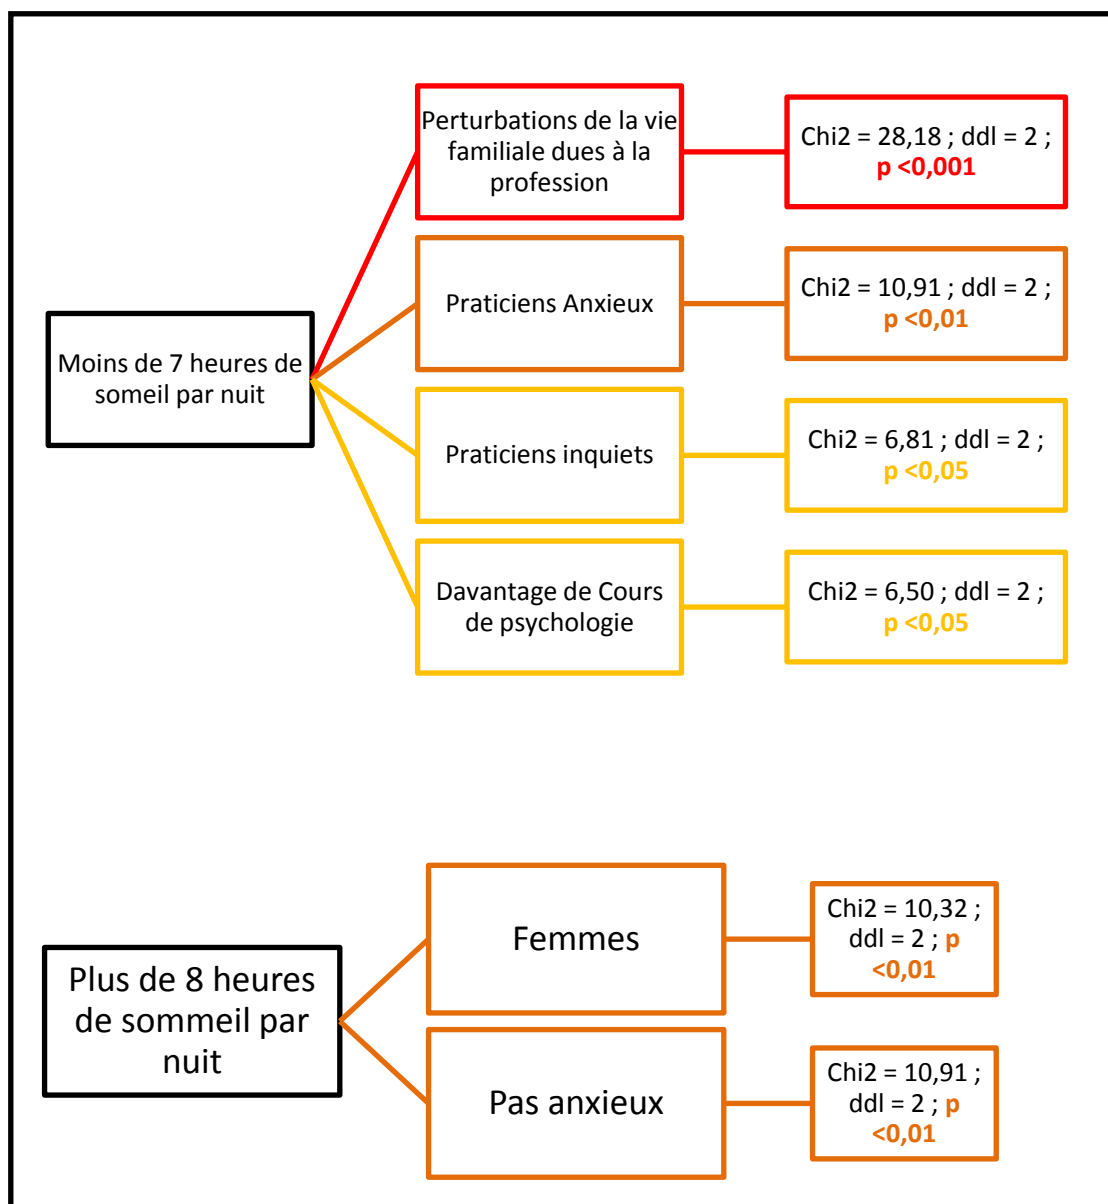 Perturbations de la vie
familiale dues à la
profession
Chi2 = 28,18 ; ddl = 2 ;
p <0,001
Praticiens Anxieux
Chi2 = 10,91 ; ddl = 2 ;
p <0,01
Moins de 7 heures de
someil par nuit
Praticiens inquiets
Chi2 = 6,81 ; ddl = 2 ;
p <0,05
Davantage de Cours
de psychologie
Chi2 = 6,50 ; ddl = 2 ;
p <0,05
Plus de 8 heures
de sommeil par
nuit
Femmes
Chi2 = 10,32 ;
ddl = 2 ; p
<0,01
Pas anxieux
Chi2 = 10,91 ;
ddl = 2 ; p
<0,01